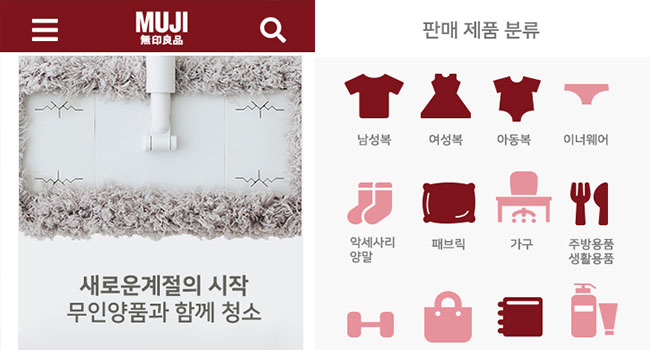 MUJI
無印良品
새로운계절의 시작
무인양품과 함께 청소
판매 제품 분류
남성복
여성복
아동복
이너웨어
악세사리
양말
패브릭
가구
주방용품
생활용품